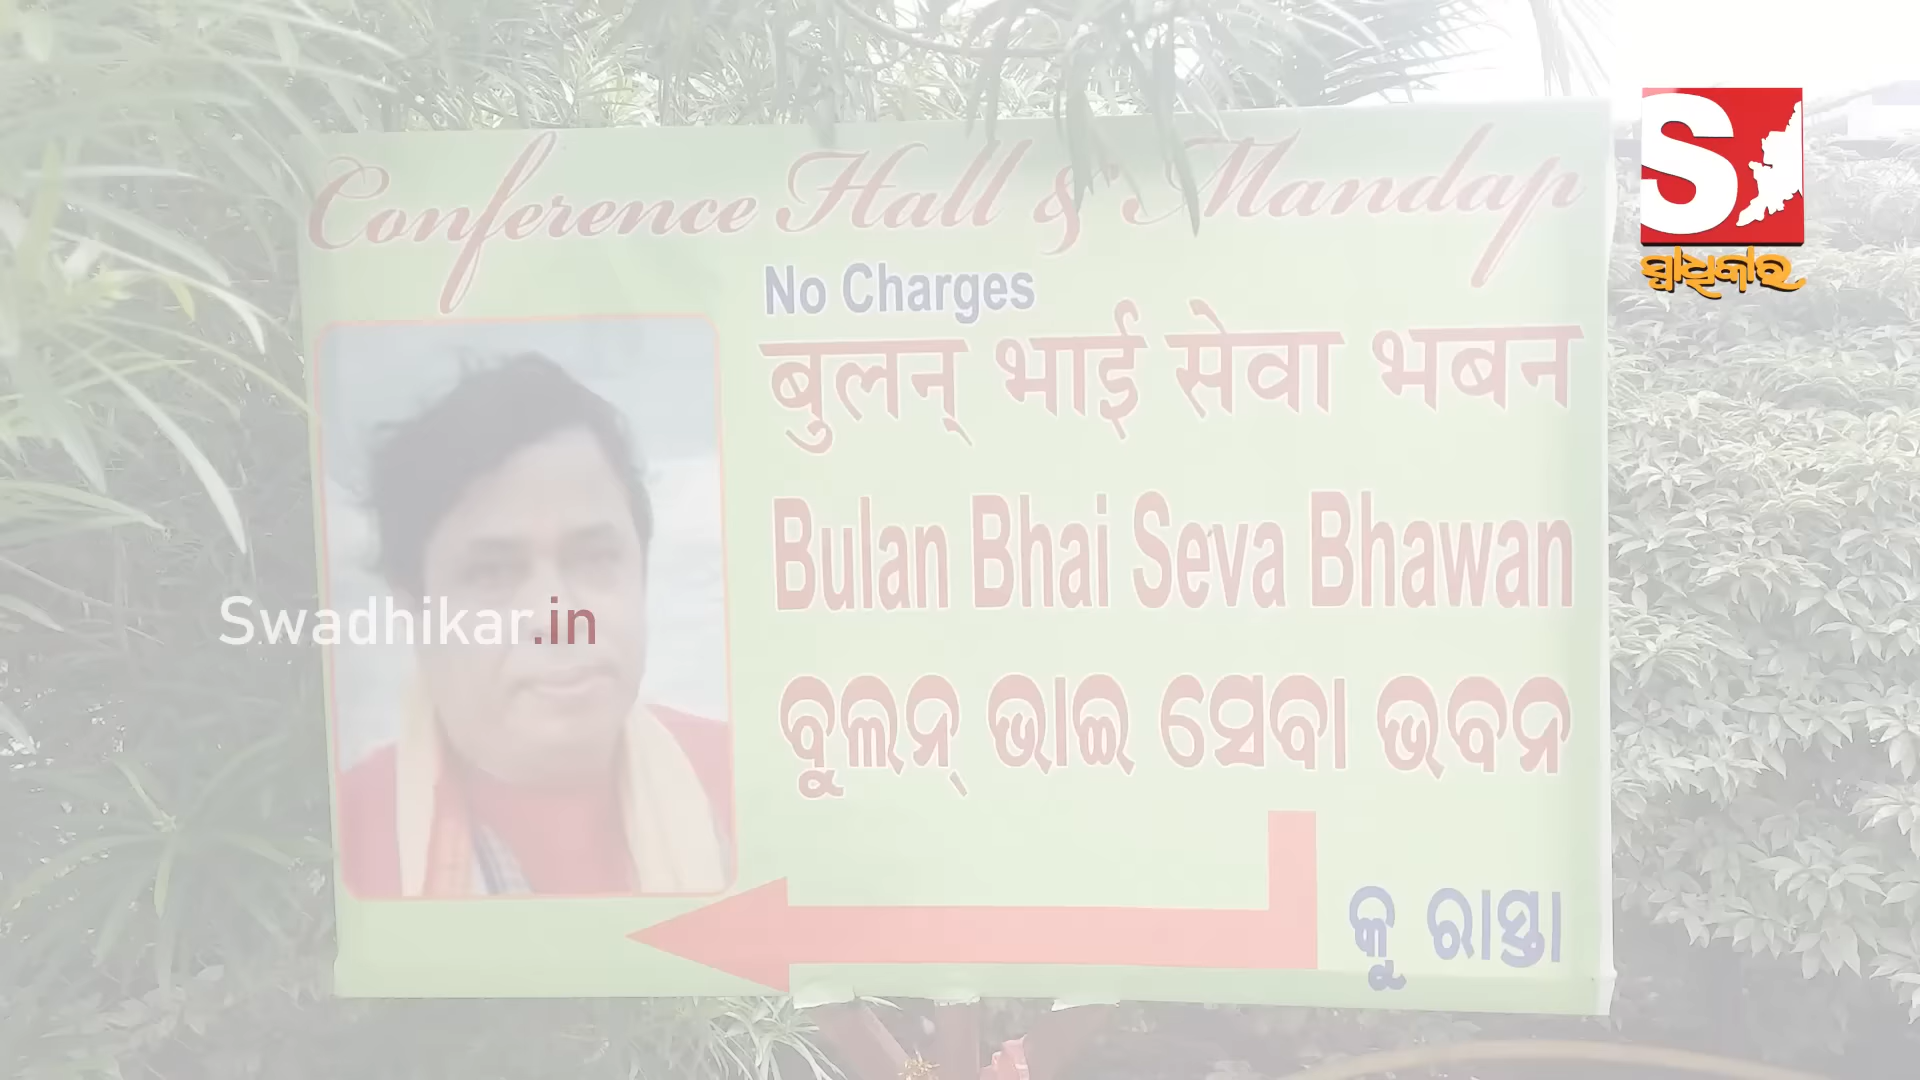 Conference Hall & Mandap
No Charges
बुलन् भाई सेवा भबन
Bulan Bhai Seva Bhawan
ବୁଲନ୍ ଭାଇ ସେବା ଭବନ
କୁ ରାସ୍ତା
Swadhikar.in
S
ସ୍ୱାଧିକାର